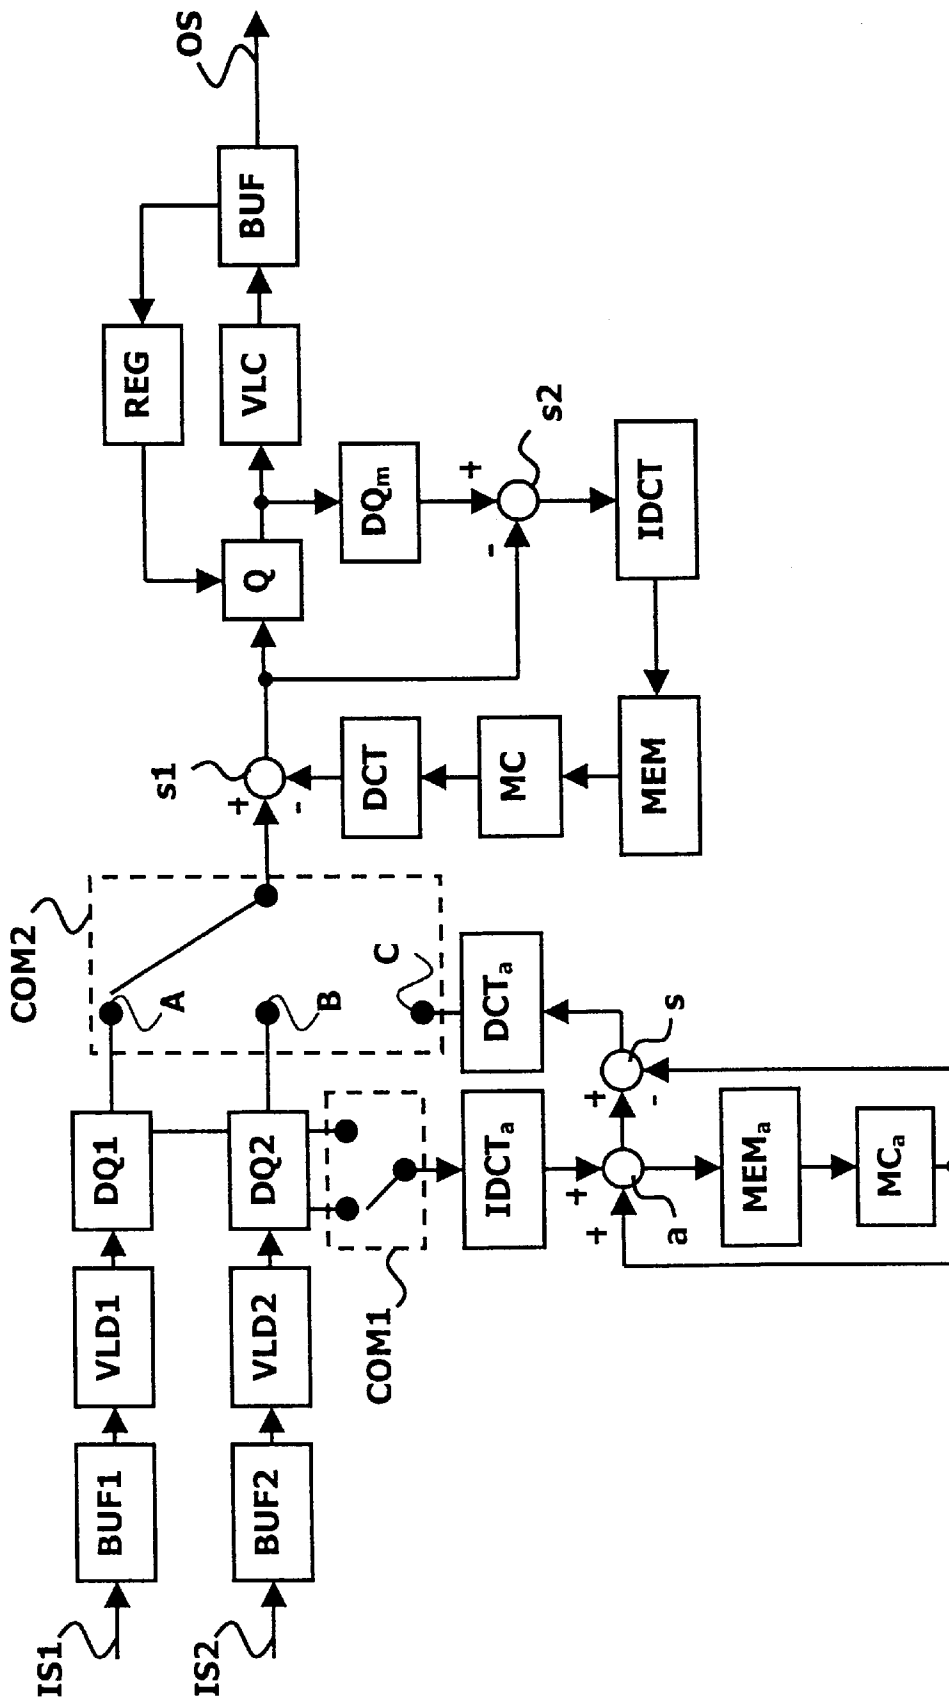 IS1
BUF1
VLD1
DQ1
A
COM2
IS2
BUF2
VLD2
DQ2
B
C
COM1
IDCTa
DCTa
+
+
a
+
-
s
MEMa
MCa
s1
+
-
Q
REG
VLC
BUF
OS
DCT
MC
MEM
DQm
+
-
s2
IDCT